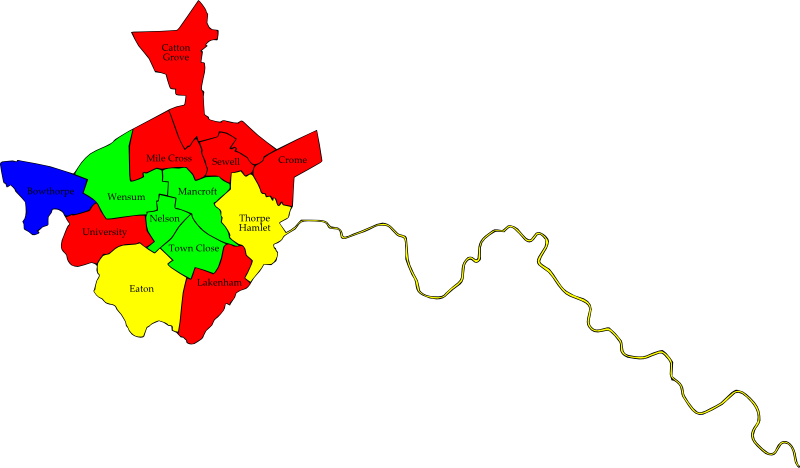 Catton
Grove
Mile Cross
Sewell
Crome
Bowthorpe
Wensum
Mancroft
Nelson
Thorpe
Hamlet
University
Town Close
Eaton
Lakenham